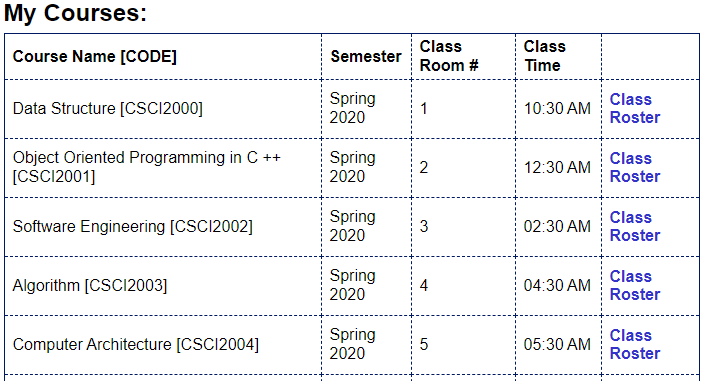 My Courses:
Course Name [CODE] Semester Class Room # Class Time
Data Structure [CSCI2000] Spring 2020 1 10:30 AM Class Roster
Object Oriented Programming in C ++ [CSCI2001] Spring 2020 2 12:30 AM Class Roster
Software Engineering [CSCI2002] Spring 2020 3 02:30 AM Class Roster
Algorithm [CSCI2003] Spring 2020 4 04:30 AM Class Roster
Computer Architecture [CSCI2004] Spring 2020 5 05:30 AM Class Roster